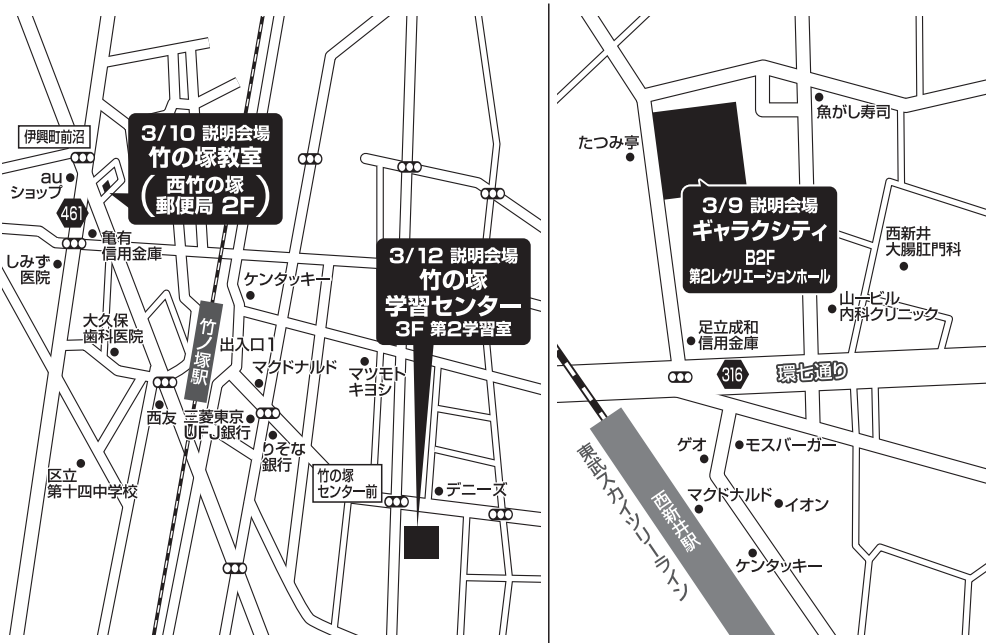 伊興町前沼
au
ショップ
461
しみず
医院
亀有
信用金庫
3/10 説明会場
竹の塚教室
(西竹の塚
郵便局 2F)
3/12 説明会場
竹の塚
学習センター
3F 第2学習室
ケンタッキー
大久保
歯科医院
竹ノ塚駅
出入口1
マクドナルド
マツモト
キヨシ
西友
三菱東京
UFJ銀行
りそな
銀行
区立
第十四中学校
竹の塚
センター前
デニーズ
魚がし寿司
たつみ亭
3/9 説明会場
ギャラクシティ
B2F
第2レクリエーションホール
西新井
大腸肛門科
山一ビル
内科クリニック
足立成和
信用金庫
316
環七通り
ゲオ
モスバーガー
マクドナルド
イオン
ケンタッキー
西新井駅
東武スカイツリーライン